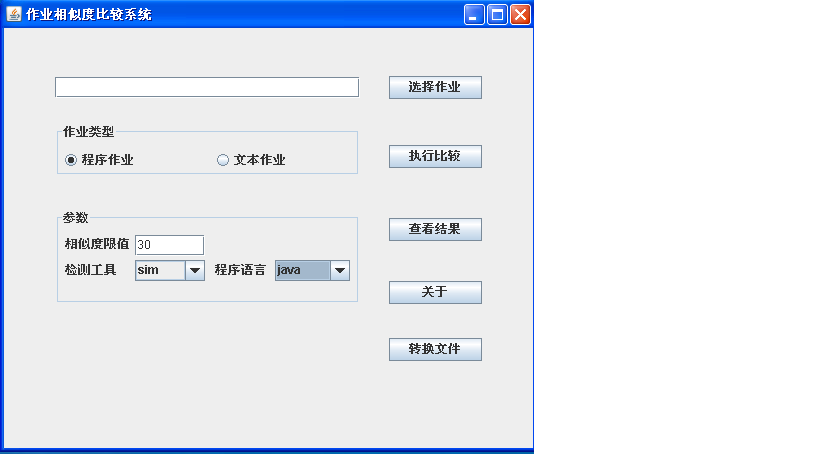 作业相似度比较系统
选择作业
作业类型
程序作业 文本作业
执行比较
参数
相似度限值 30
检测工具 sim 程序语言 java
查看结果
关于
转换文件